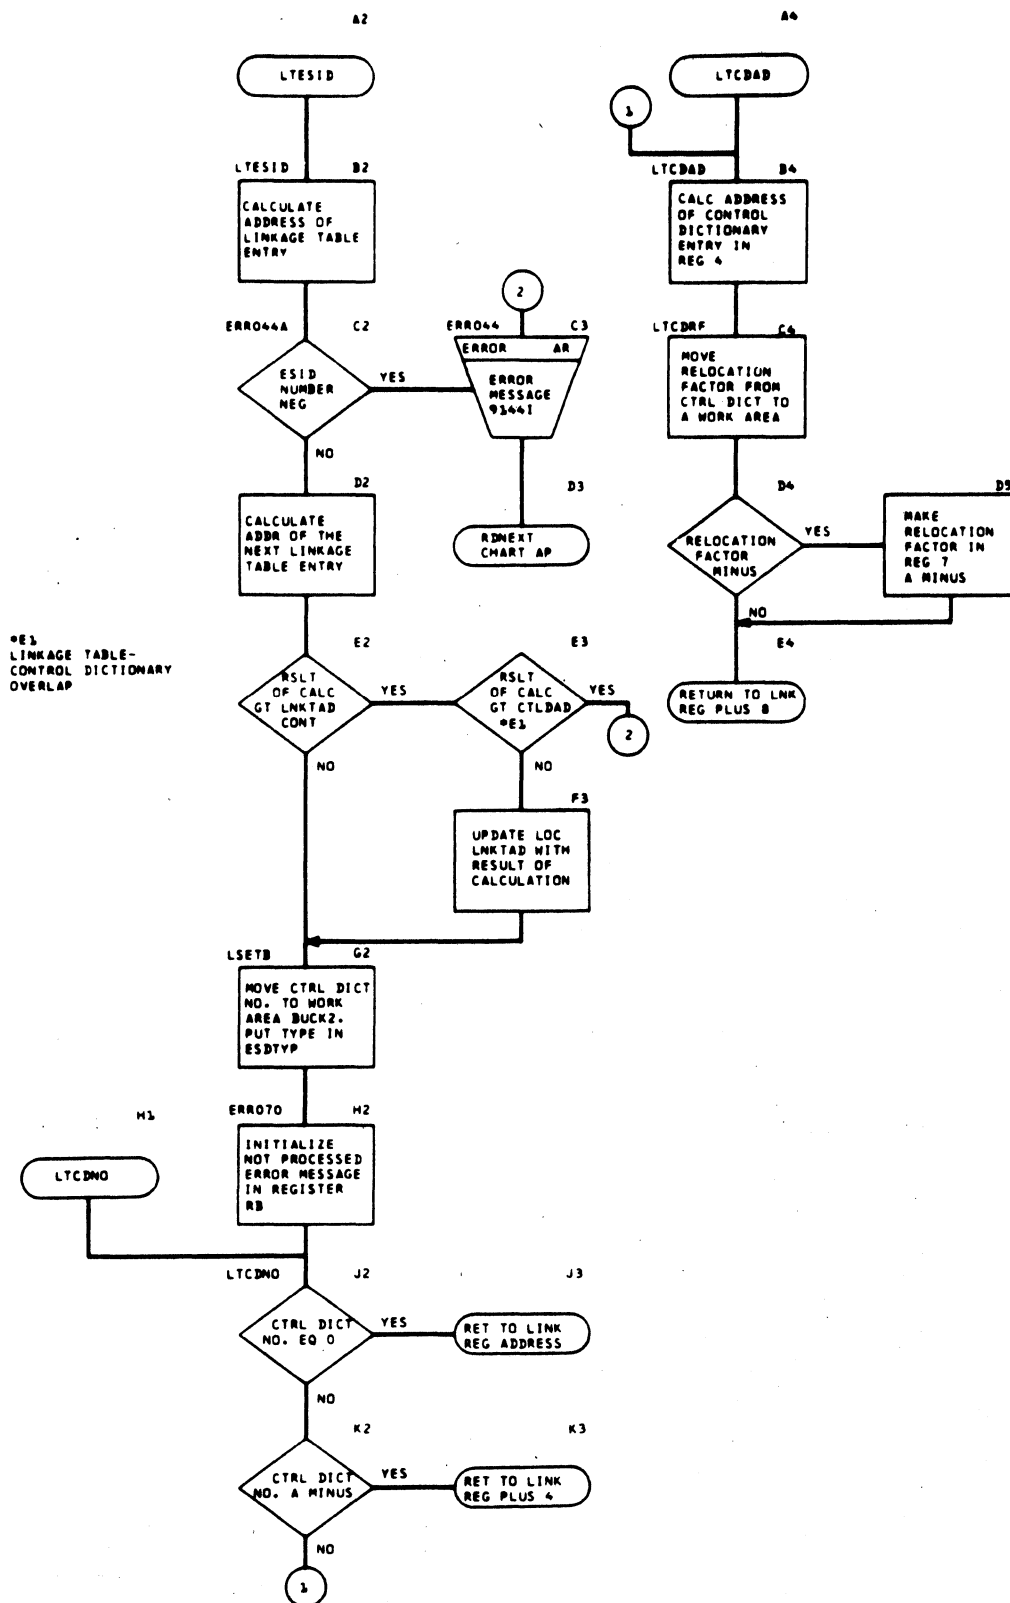 A2
A4
LTESID
LTCDAD
1
LTESID B2
CALCULATE
ADDRESS OF
LINKAGE TABLE
ENTRY
LTCDAD B4
CALC ADDRESS
OF CONTROL
DICTIONARY
ENTRY IN
REG 4
2
ERR044A C2
ESID
NUMBER
NEG
YES
NO
ERR044 C3
ERROR AR
ERROR
MESSAGE
9144I
LTCDRF C4
MOVE
RELOCATION
FACTOR FROM
CTRL DICT TO
A WORK AREA
D2
CALCULATE
ADDR OF THE
NEXT LINKAGE
TABLE ENTRY
D3
RDNEXT
CHART AP
D4
RELOCATION
FACTOR
MINUS
YES
NO
D5
MAKE
RELOCATION
FACTOR IN
REG 7
A MINUS
*E1
LINKAGE TABLE-
CONTROL DICTIONARY
OVERLAP
E2
RSLT
OF CALC
GT LNKTAD
CONT
YES
NO
E3
RSLT
OF CALC
GT CTLDAD
*E1
YES
2
NO
E4
RETURN TO LNK
REG PLUS 8
F3
UPDATE LOC
LNKTAD WITH
RESULT OF
CALCULATION
LSETB G2
MOVE CTRL DICT
NO. TO WORK
AREA BUCK2.
PUT TYPE IN
ESDTYP
H1
LTCDNO
ERR070 H2
INITIALIZE
NOT PROCESSED
ERROR MESSAGE
IN REGISTER
RB
LTCDNO J2
CTRL DICT
NO. EQ 0
YES
NO
J3
RET TO LINK
REG ADDRESS
K2
CTRL DICT
NO. A MINUS
YES
NO
K3
RET TO LINK
REG PLUS 4
1